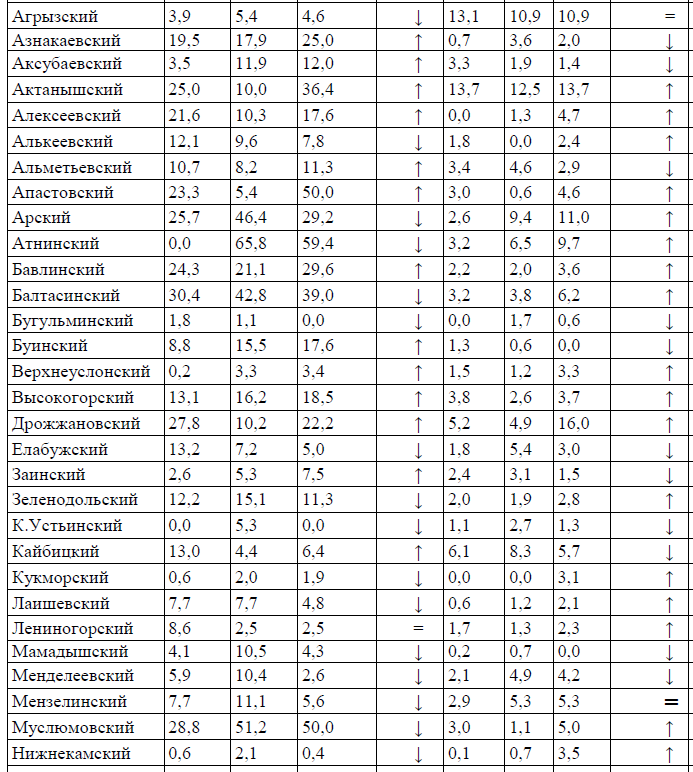 Агрызский 3,9 5,4 4,6 ↓ 13,1 10,9 10,9 =
Азнакаевский 19,5 17,9 25,0 ↑ 0,7 3,6 2,0 ↓
Аксубаевский 3,5 11,9 12,0 ↑ 3,3 1,9 1,4 ↓
Актанышский 25,0 10,0 36,4 ↑ 13,7 12,5 13,7 ↑
Алексеевский 21,6 10,3 17,6 ↑ 0,0 1,3 4,7 ↑
Алькеевский 12,1 9,6 7,8 ↓ 1,8 0,0 2,4 ↑
Альметьевский 10,7 8,2 11,3 ↑ 3,4 4,6 2,9 ↓
Апастовский 23,3 5,4 50,0 ↑ 3,0 0,6 4,6 ↑
Арский 25,7 46,4 29,2 ↓ 2,6 9,4 11,0 ↑
Атнинский 0,0 65,8 59,4 ↓ 3,2 6,5 9,7 ↑
Бавлинский 24,3 21,1 29,6 ↑ 2,2 2,0 3,6 ↑
Балтасинский 30,4 42,8 39,0 ↓ 3,2 3,8 6,2 ↑
Бугульминский 1,8 1,1 0,0 ↓ 0,0 1,7 0,6 ↓
Буинский 8,8 15,5 17,6 ↑ 1,3 0,6 0,0 ↓
Верхнеуслонский 0,2 3,3 3,4 ↑ 1,5 1,2 3,3 ↑
Высокогорский 13,1 16,2 18,5 ↑ 3,8 2,6 3,7 ↑
Дрожжановский 27,8 10,2 22,2 ↑ 5,2 4,9 16,0 ↑
Елабужский 13,2 7,2 5,0 ↓ 1,8 5,4 3,0 ↓
Заинский 2,6 5,3 7,5 ↑ 2,4 3,1 1,5 ↓
Зеленодольский 12,2 15,1 11,3 ↓ 2,0 1,9 2,8 ↑
К.Устьинский 0,0 5,3 0,0 ↓ 1,1 2,7 1,3 ↓
Кайбицкий 13,0 4,4 6,4 ↑ 6,1 8,3 5,7 ↓
Кукморский 0,6 2,0 1,9 ↓ 0,0 0,0 3,1 ↑
Лаишевский 7,7 7,7 4,8 ↓ 0,6 1,2 2,1 ↑
Лениногорский 8,6 2,5 2,5 = 1,7 1,3 2,3 ↑
Мамадышский 4,1 10,5 4,3 ↓ 0,2 0,7 0,0 ↓
Менделеевский 5,9 10,4 2,6 ↓ 2,1 4,9 4,2 ↓
Мензелинский 7,7 11,1 5,6 ↓ 2,9 5,3 5,3 =
Муслюмовский 28,8 51,2 50,0 ↓ 3,0 1,1 5,0 ↑
Нижнекамский 0,6 2,1 0,4 ↓ 0,1 0,7 3,5 ↑